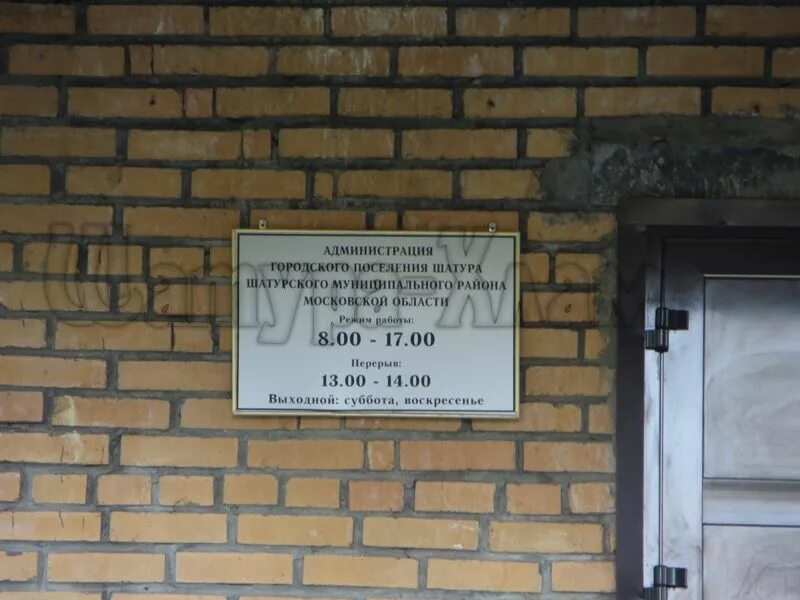 АДМИНИСТРАЦИЯ
ГОРОДСКОГО ПОСЕЛЕНИЯ ШАТУРА
ШАТУРСКОГО МУНИЦИПАЛЬНОГО РАЙОНА
МОСКОВСКОЙ ОБЛАСТИ
Режим работы:
8.00 - 17.00
Перерыв:
13.00 - 14.00
Выходной: суббота, воскресенье